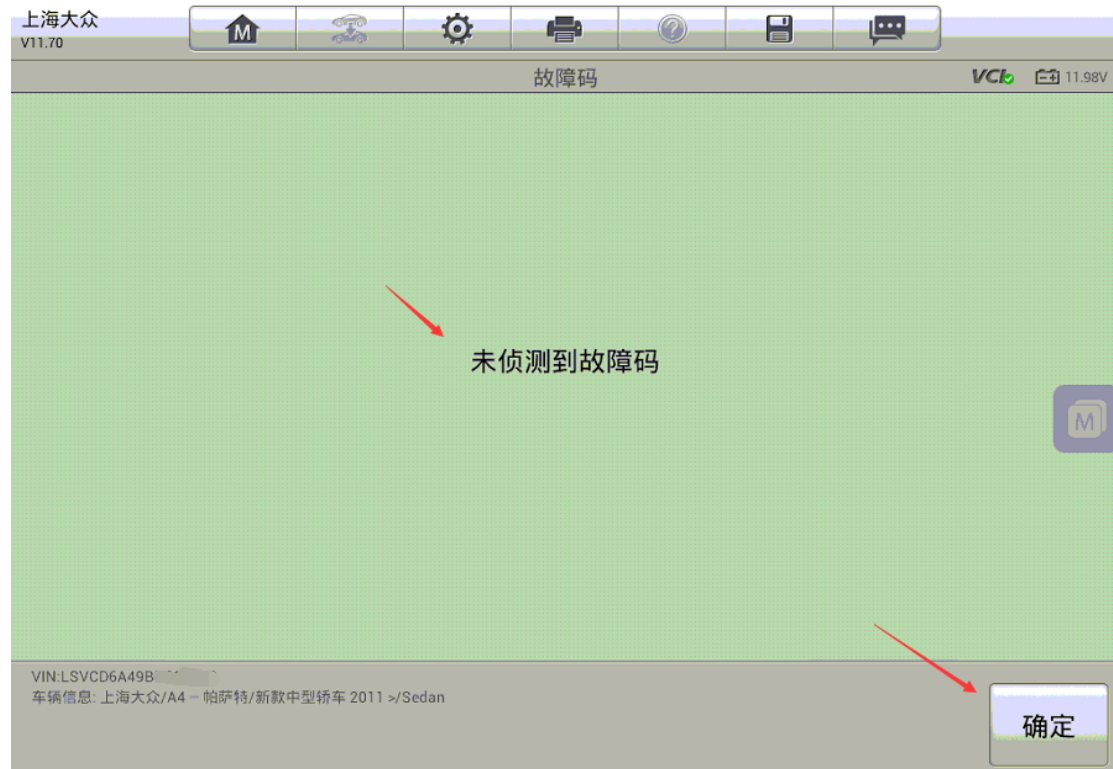 上海大众
V11.70
M
?
故障码
VCI
11.98V
未侦测到故障码
M
VIN:LSVCD6A49B
车辆信息: 上海大众/A4 – 帕萨特/新款中型轿车 2011 >/Sedan
确定